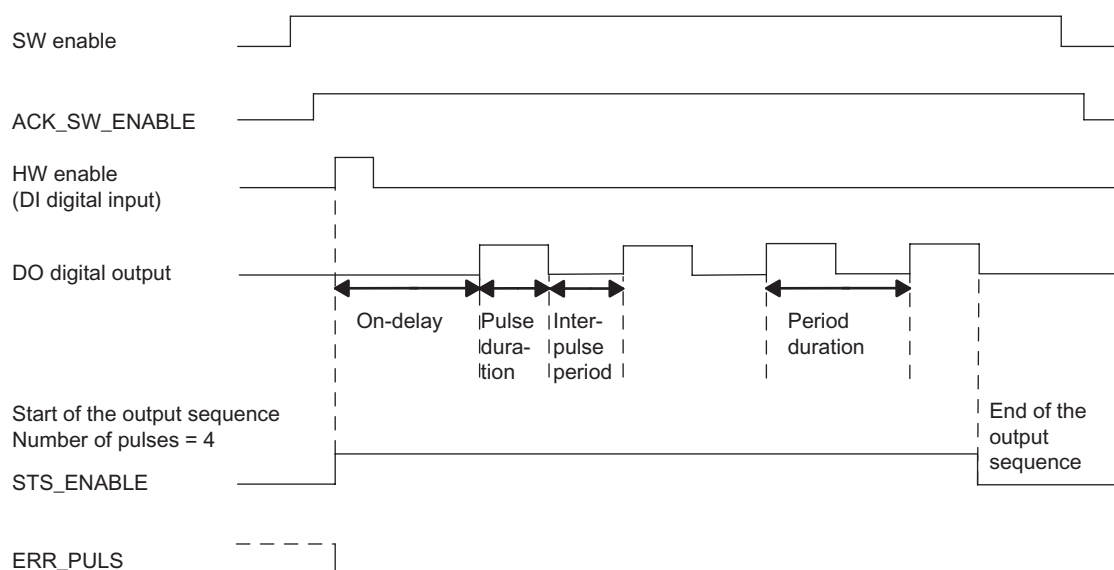 SW enable
ACK_SW_ENABLE
HW enable
(DI digital input)
DO digital output
On-delay
Pulse
dura-
tion
Inter-
pulse
period
Period
duration
Start of the output sequence
Number of pulses = 4
End of the
output
sequence
STS_ENABLE
ERR_PULS